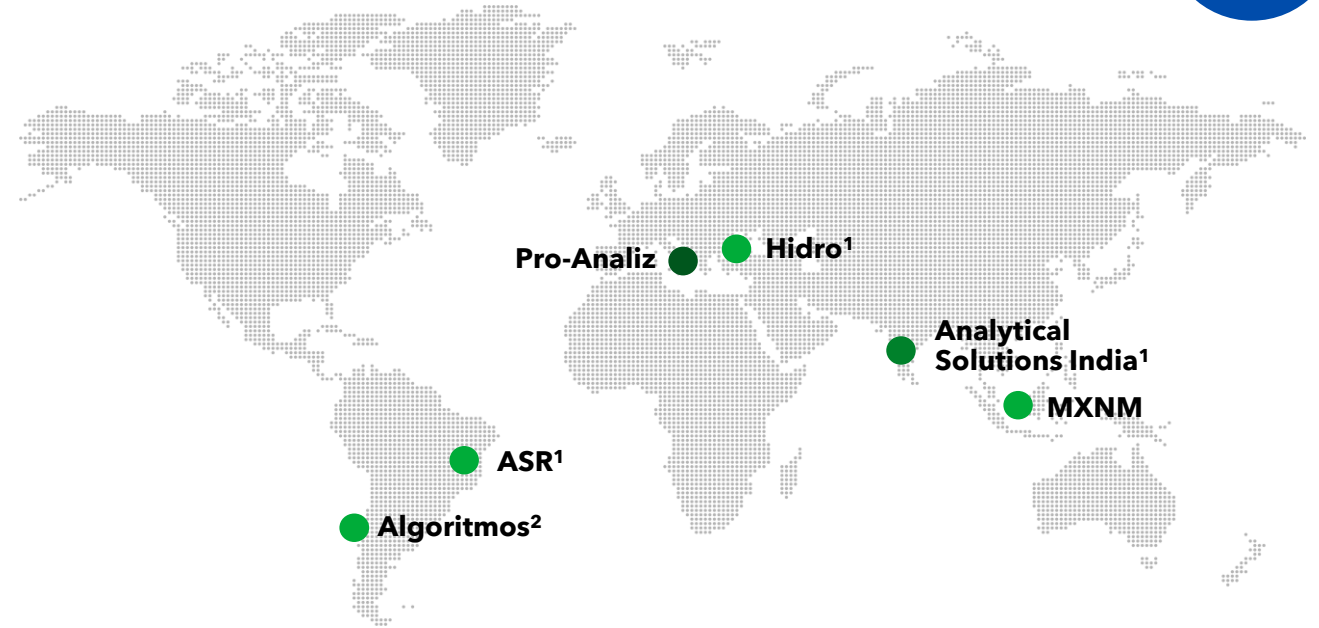 Pro-Analiz
Hidro¹
Analytical
Solutions India¹
MXNM
ASR¹
Algoritmos²